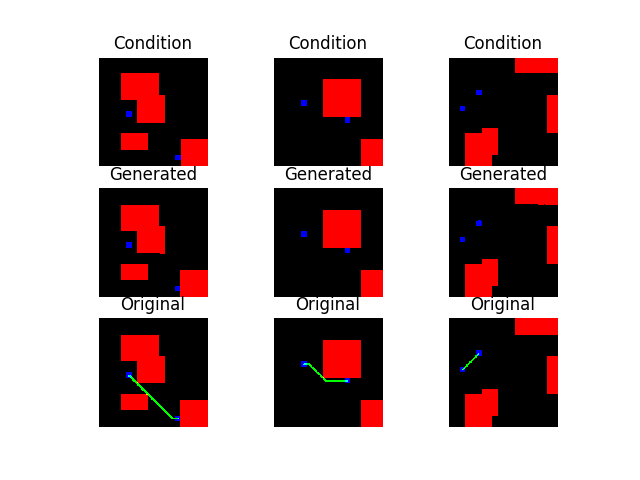 Condition Condition Condition
Generated Generated Generated
Original Original Original